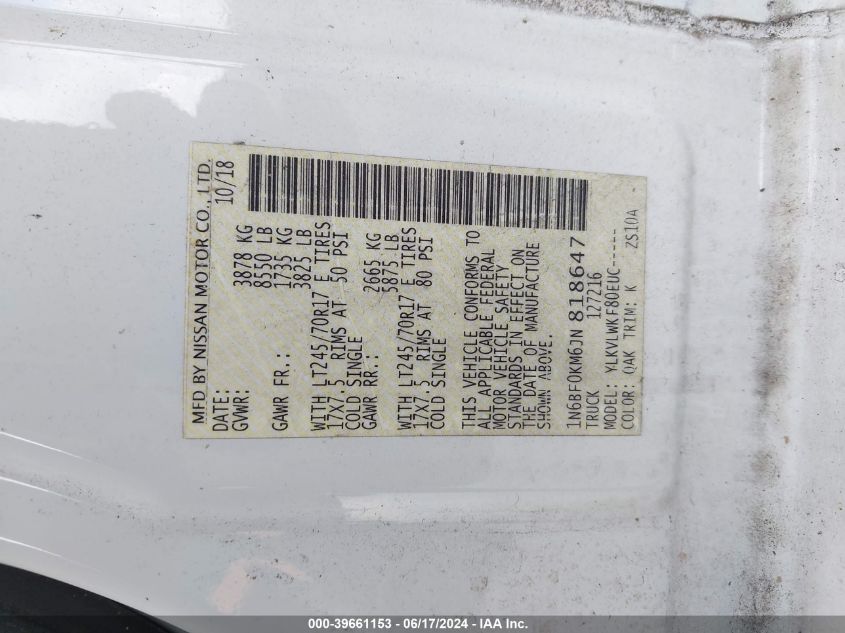 MFD BY NISSAN MOTOR CO., LTD.
DATE: 10/18
GVWR: 3878 KG
8550 LB
GAWR FR.: 1735 KG
3825 LB
WITH LT245/70R17 E TIRES
17X7.5 RIMS AT 50 PSI
COLD SINGLE
GAWR RR.: 2665 KG
5875 LB
WITH LT245/70R17 E TIRES
17X7.5 RIMS AT 80 PSI
COLD SINGLE
THIS VEHICLE CONFORMS TO
ALL APPLICABLE FEDERAL
MOTOR VEHICLE SAFETY
STANDARDS IN EFFECT ON
THE DATE OF MANUFACTURE
SHOWN ABOVE.
1N6BF0KM6JN 818647
TRUCK 127216
MODEL: YLKVLWKF80EUC-----
COLOR: QAK TRIM: K 2S10A
000-39661153 - 06/17/2024 - IAA, Inc.